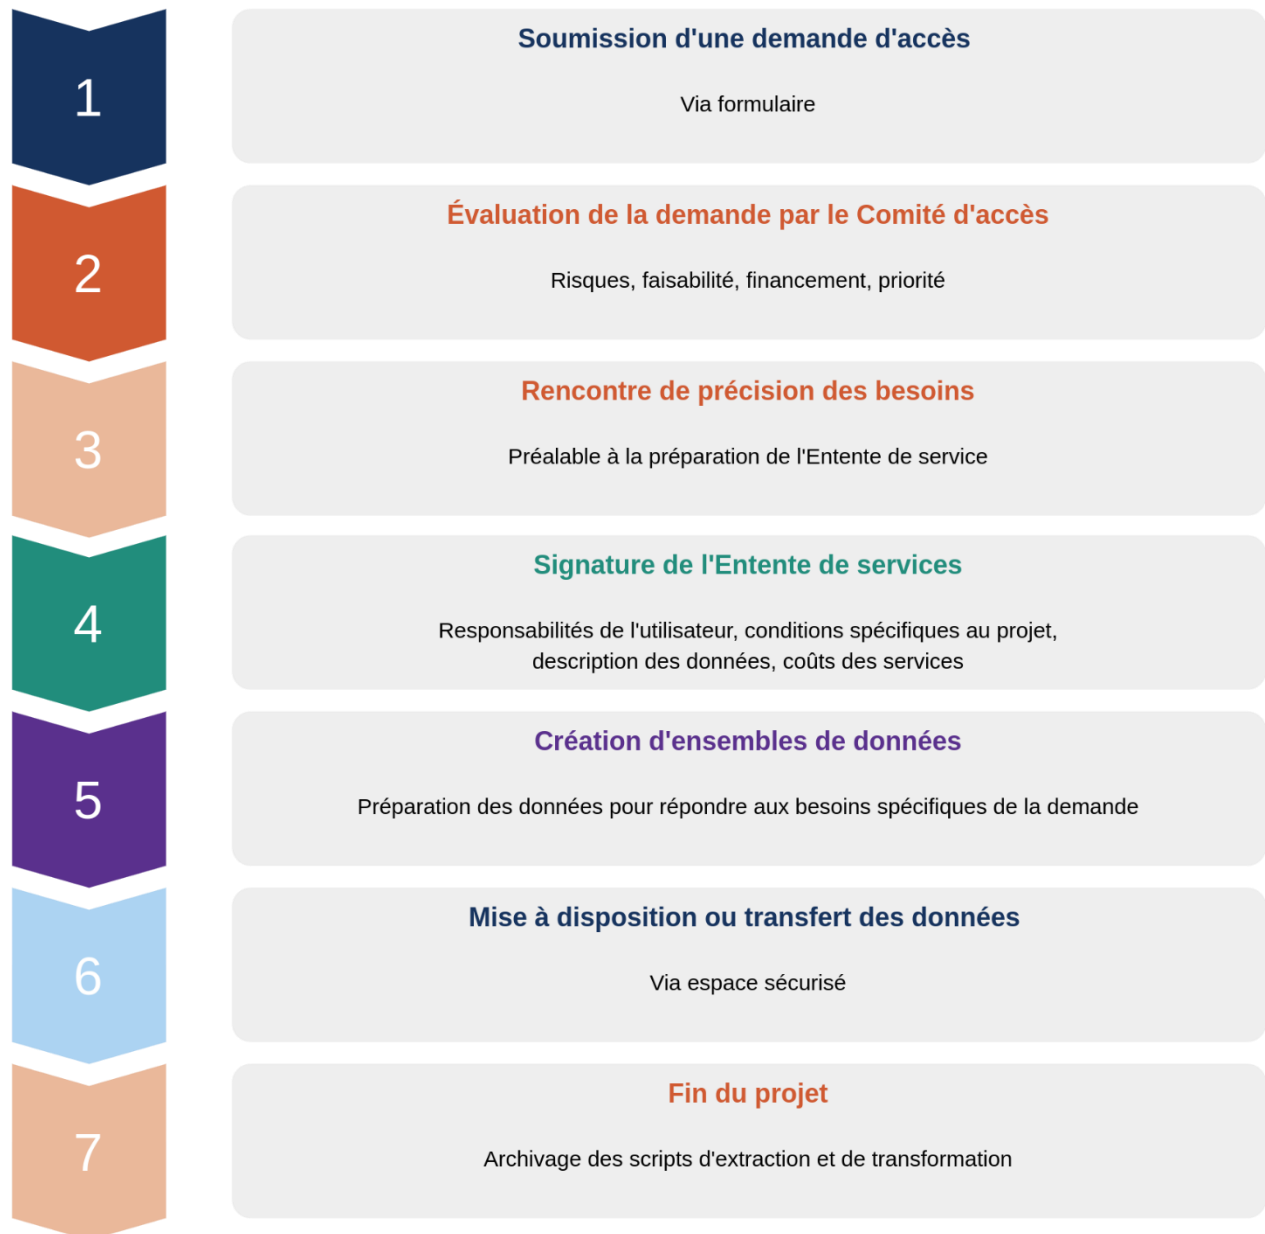 1
Soumission d'une demande d'accès
Via formulaire
2
Évaluation de la demande par le Comité d'accès
Risques, faisabilité, financement, priorité
3
Rencontre de précision des besoins
Préalable à la préparation de l'Entente de service
4
Signature de l'Entente de services
Responsabilités de l'utilisateur, conditions spécifiques au projet,
description des données, coûts des services
5
Création d'ensembles de données
Préparation des données pour répondre aux besoins spécifiques de la demande
6
Mise à disposition ou transfert des données
Via espace sécurisé
7
Fin du projet
Archivage des scripts d'extraction et de transformation